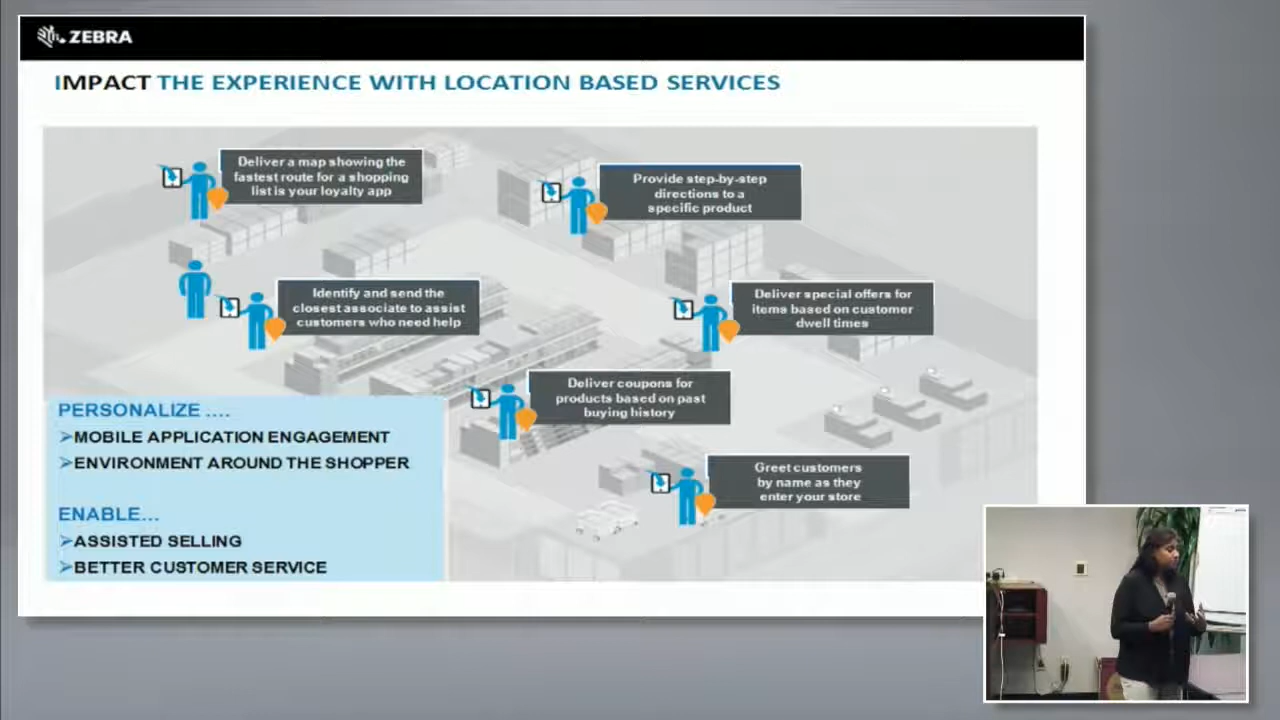 ZEBRA
IMPACT THE EXPERIENCE WITH LOCATION BASED SERVICES
Deliver a map showing the
fastest route for a shopping
list is your loyalty app
Provide step-by-step
directions to a
specific product
Identify and send the
closest associate to assist
customers who need help
Deliver special offers for
items based on customer
dwell times
Deliver coupons for
products based on past
buying history
Greet customers
by name as they
enter your store
PERSONALIZE ....
➢MOBILE APPLICATION ENGAGEMENT
➢ENVIRONMENT AROUND THE SHOPPER
ENABLE...
➢ASSISTED SELLING
➢BETTER CUSTOMER SERVICE